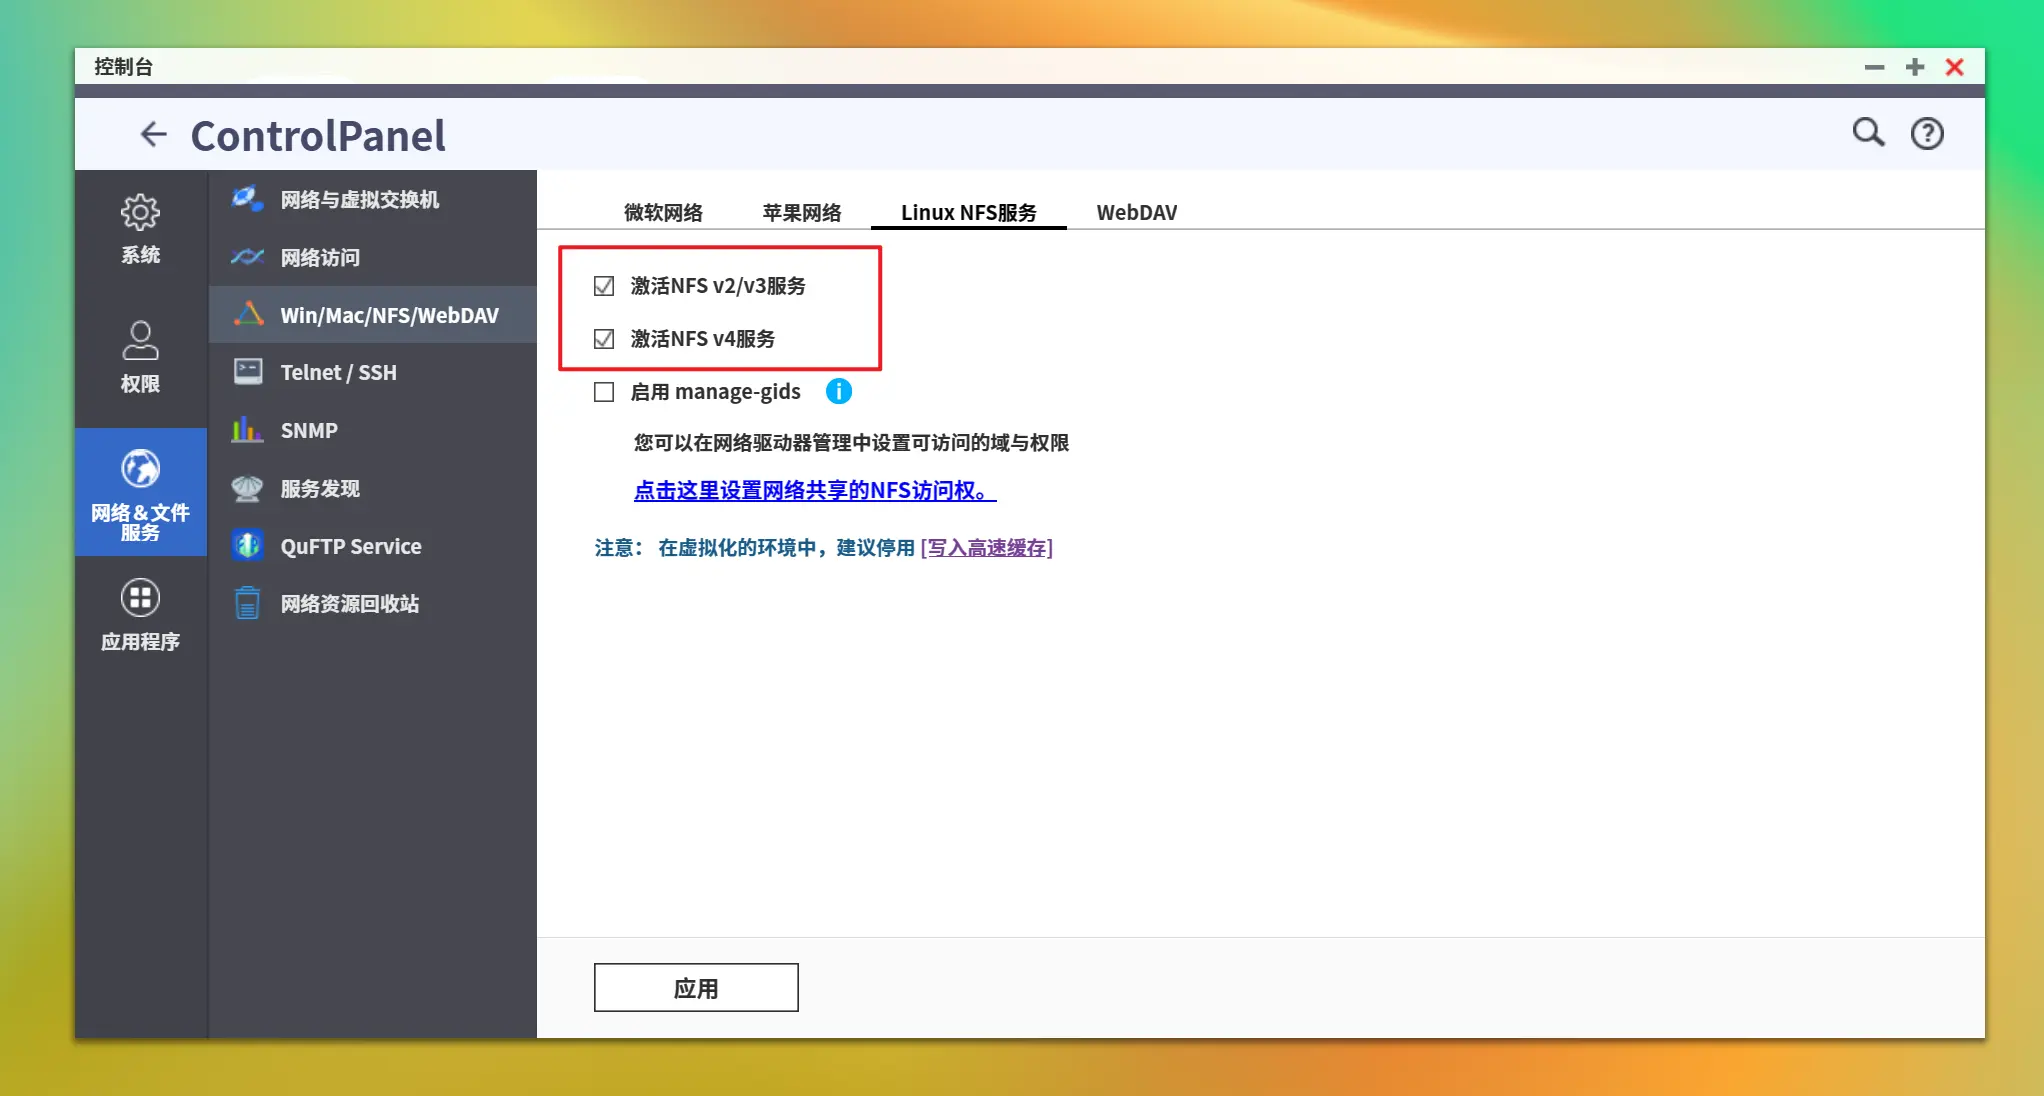 控制台
ControlPanel
系统
权限
网络&文件
服务
应用程序
网络与虚拟交换机
网络访问
Win/Mac/NFS/WebDAV
Telnet / SSH
SNMP
服务发现
QuFTP Service
网络资源回收站
微软网络 苹果网络 Linux NFS服务 WebDAV
激活NFS v2/v3服务
激活NFS v4服务
启用 manage-gids
您可以在网络驱动器管理中设置可访问的域与权限
点击这里设置网络共享的NFS访问权。
注意： 在虚拟化的环境中，建议停用 [写入高速缓存]
应用